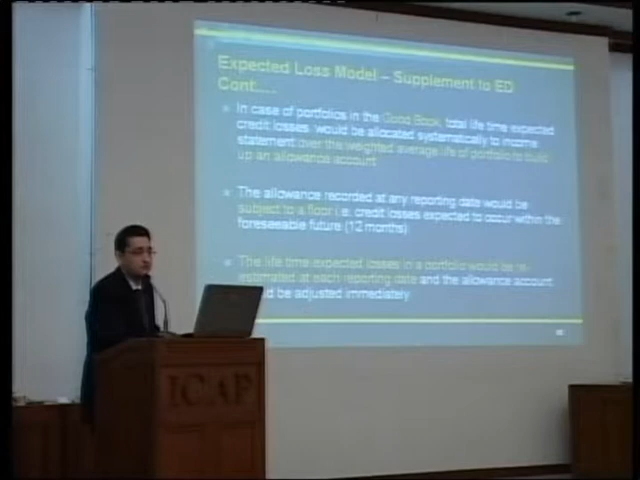 Expected Loss Model – Supplement to ED
Cont:....
In case of portfolios in the Good Book, total life time expected
credit losses would be allocated systematically to income
statement over the weighted average life of portfolio to build
up an allowance account
The allowance recorded at any reporting date would be
subject to a floor i.e. credit losses expected to occur within the
foreseeable future (12 months)
The life time expected losses in a portfolio would be re
estimated at each reporting date and the allowance account
be adjusted immediately
ICAP